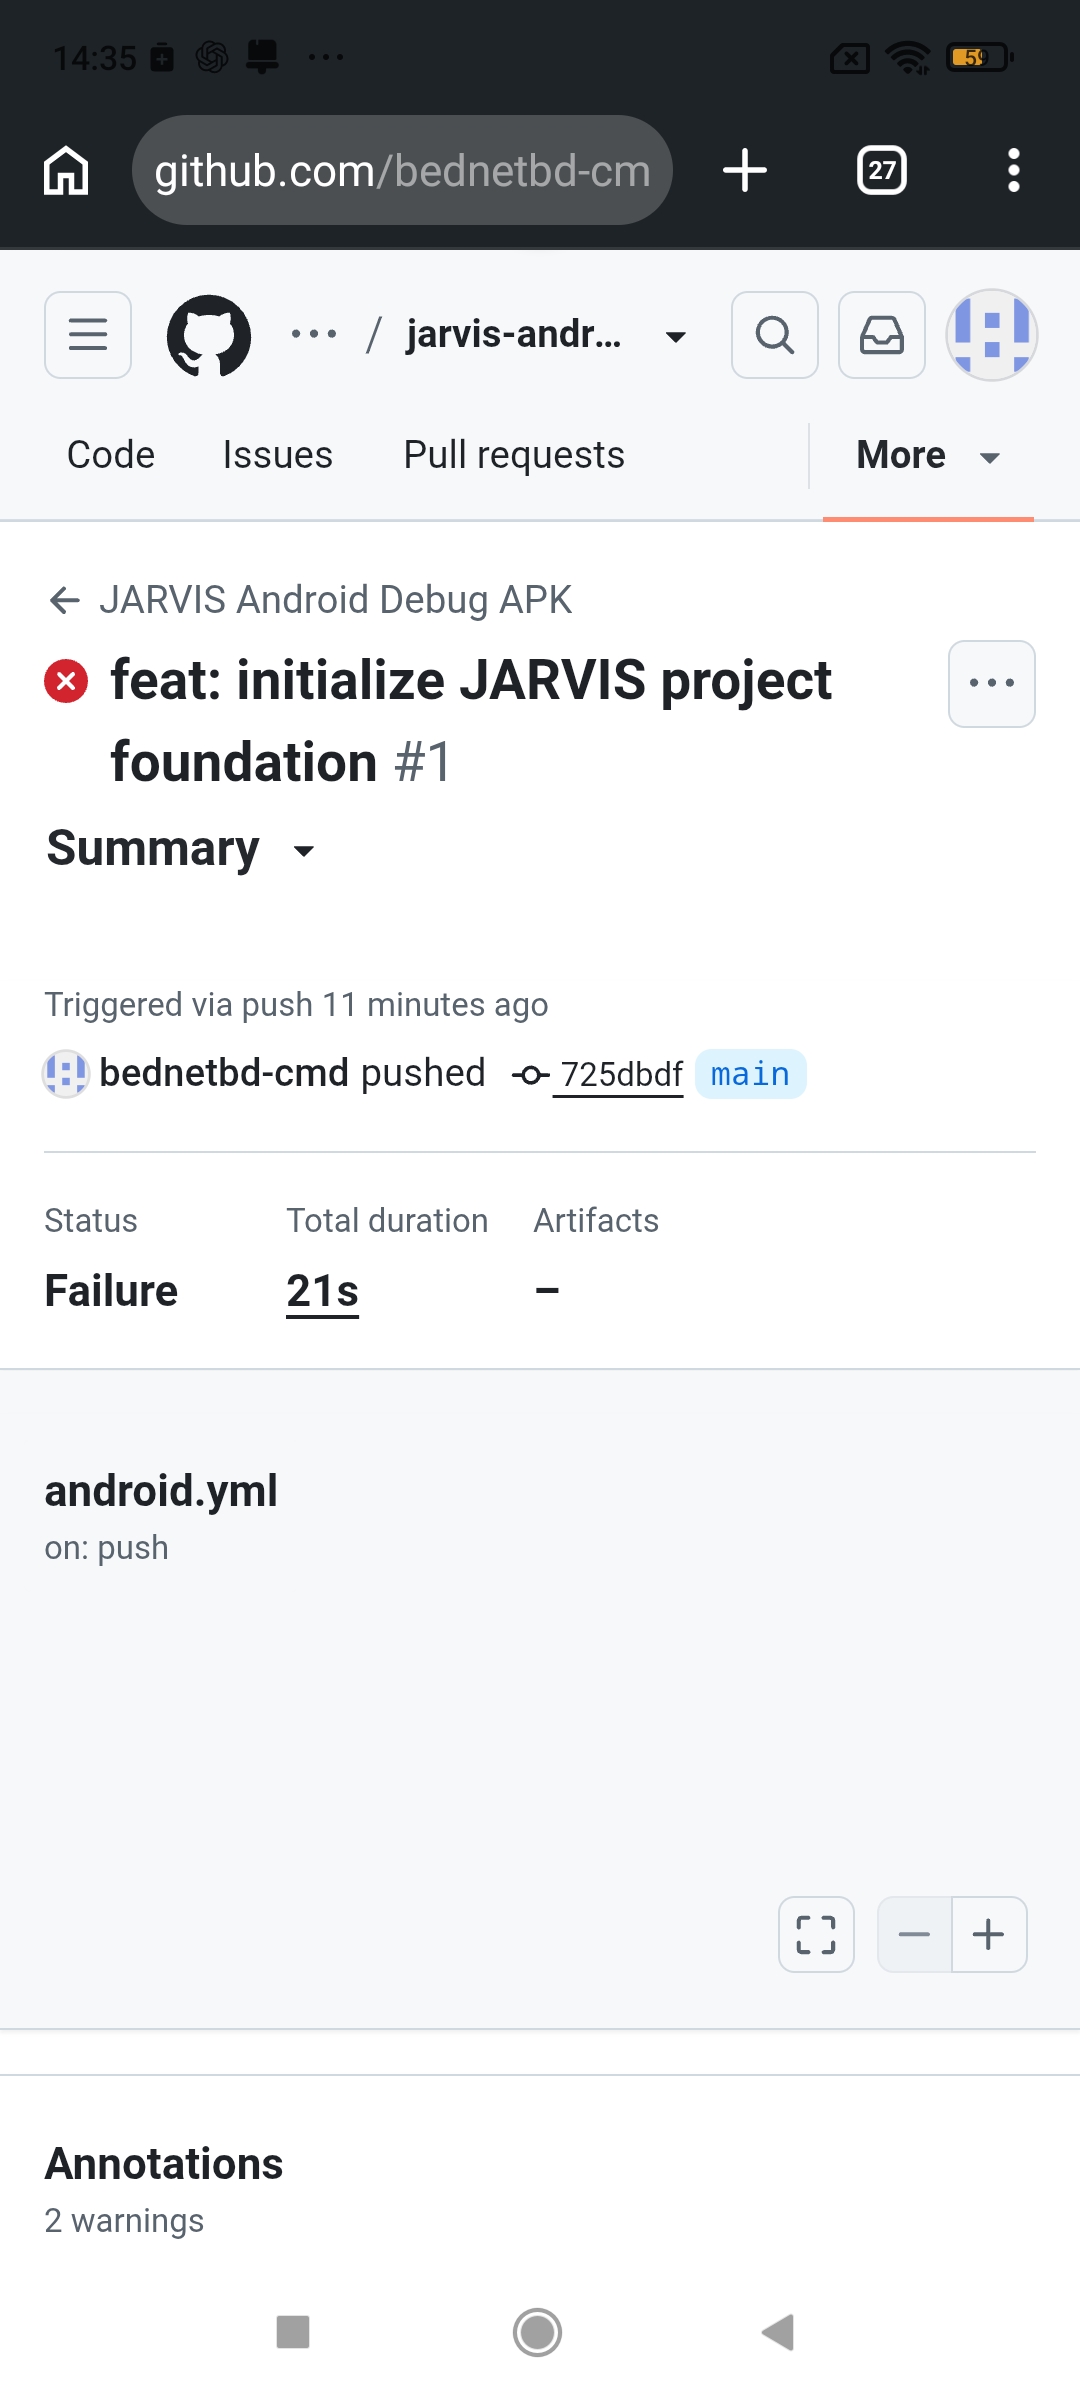 14:35
59
github.com/bednetbd-cm
27
/ jarvis-andr...
Code Issues Pull requests More
JARVIS Android Debug APK
feat: initialize JARVIS project
foundation #1
Summary
Triggered via push 11 minutes ago
bednetbd-cmd pushed 725dbdf main
Status Total duration Artifacts
Failure 21s –
android.yml
on: push
Annotations
2 warnings